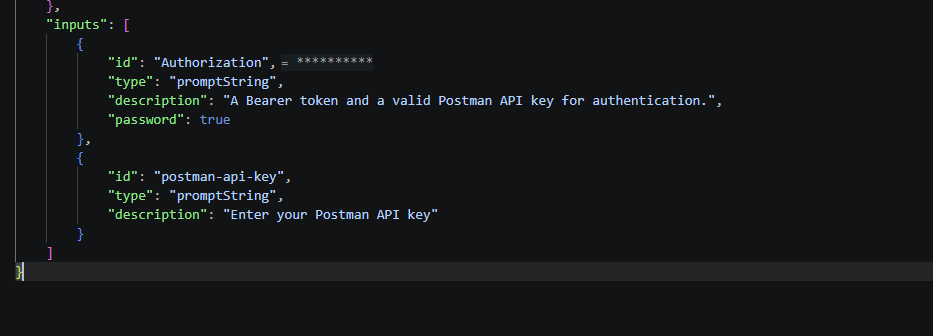 },
"inputs": [
{
"id": "Authorization", = **********
"type": "promptString",
"description": "A Bearer token and a valid Postman API key for authentication.",
"password": true
},
{
"id": "postman-api-key",
"type": "promptString",
"description": "Enter your Postman API key"
}
]
}